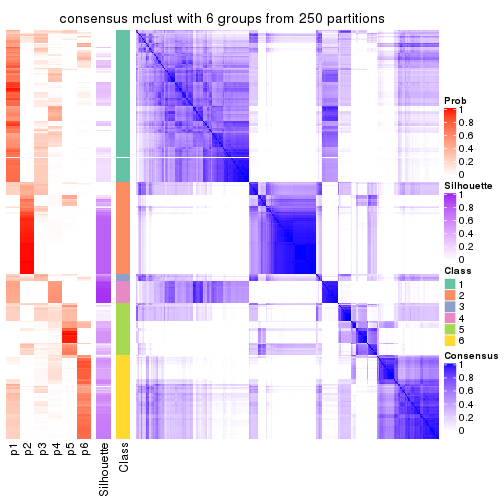 consensus mclust with 6 groups from 250 partitions
Prob
1
0.8
0.6
0.4
0.2
0
Silhouette
1
0.8
0.6
0.4
0.2
0
Class
1
2
3
4
5
6
Consensus
1
0.8
0.6
0.4
0.2
0
p1
p2
p3
p4
p5
p6
Silhouette
Class